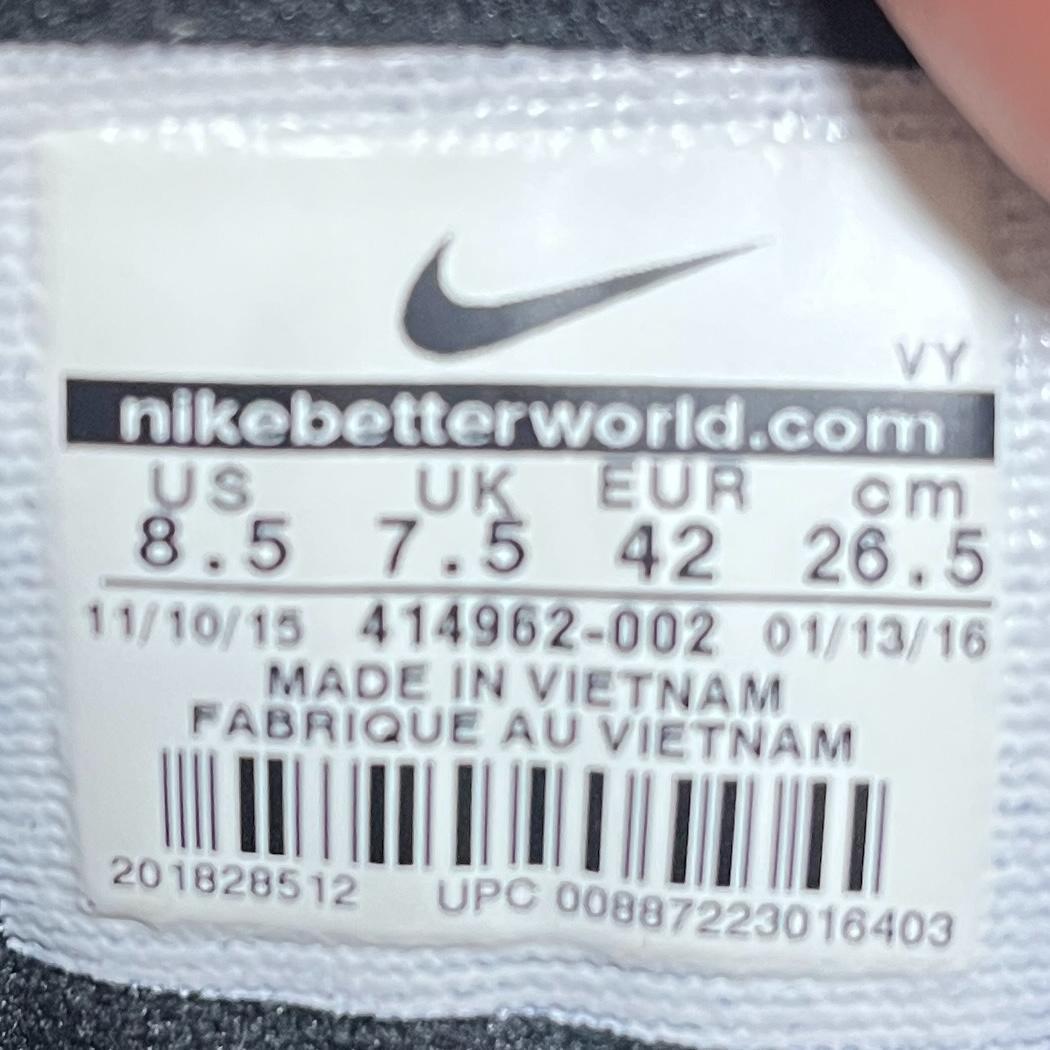 VY
nikebetterworld.com
US UK EUR cm
8.5 7.5 42 26.5
11/10/15 414962-002 01/13/16
MADE IN VIETNAM
FABRIQUE AU VIETNAM
201828512 UPC 00887223016403